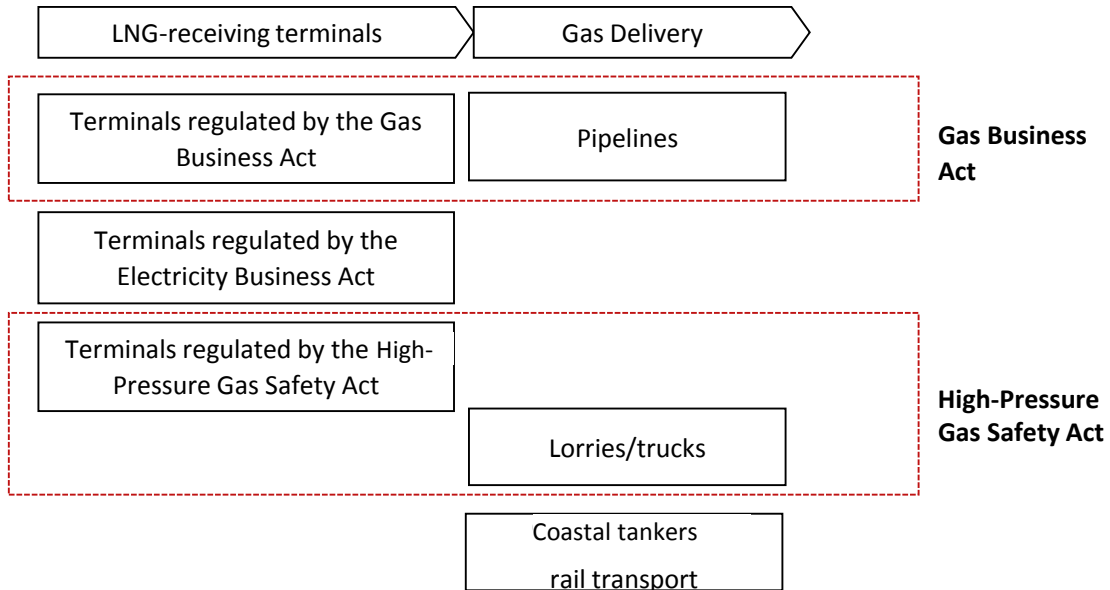 LNG-receiving terminals
Gas Delivery
Terminals regulated by the Gas
Business Act
Pipelines
Gas Business
Act
Terminals regulated by the
Electricity Business Act
Terminals regulated by the High-
Pressure Gas Safety Act
Lorries/trucks
High-Pressure
Gas Safety Act
Coastal tankers
rail transport